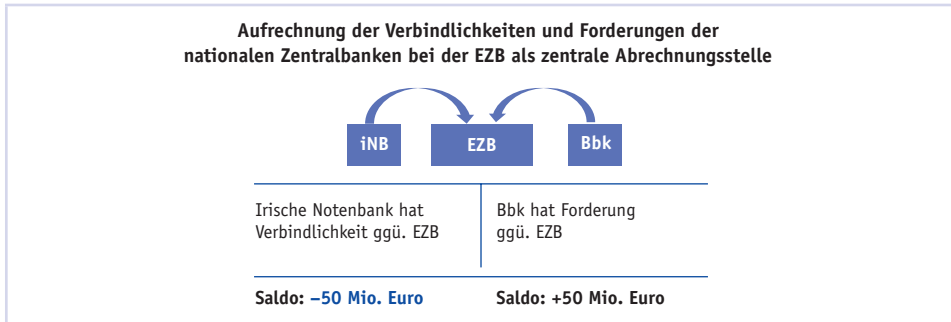 Aufrechnung der Verbindlichkeiten und Forderungen der
nationalen Zentralbanken bei der EZB als zentrale Abrechnungsstelle
iNB
EZB
Bbk
Irische Notenbank hat
Verbindlichkeit ggü. EZB
Bbk hat Forderung
ggü. EZB
Saldo: –50 Mio. Euro
Saldo: +50 Mio. Euro